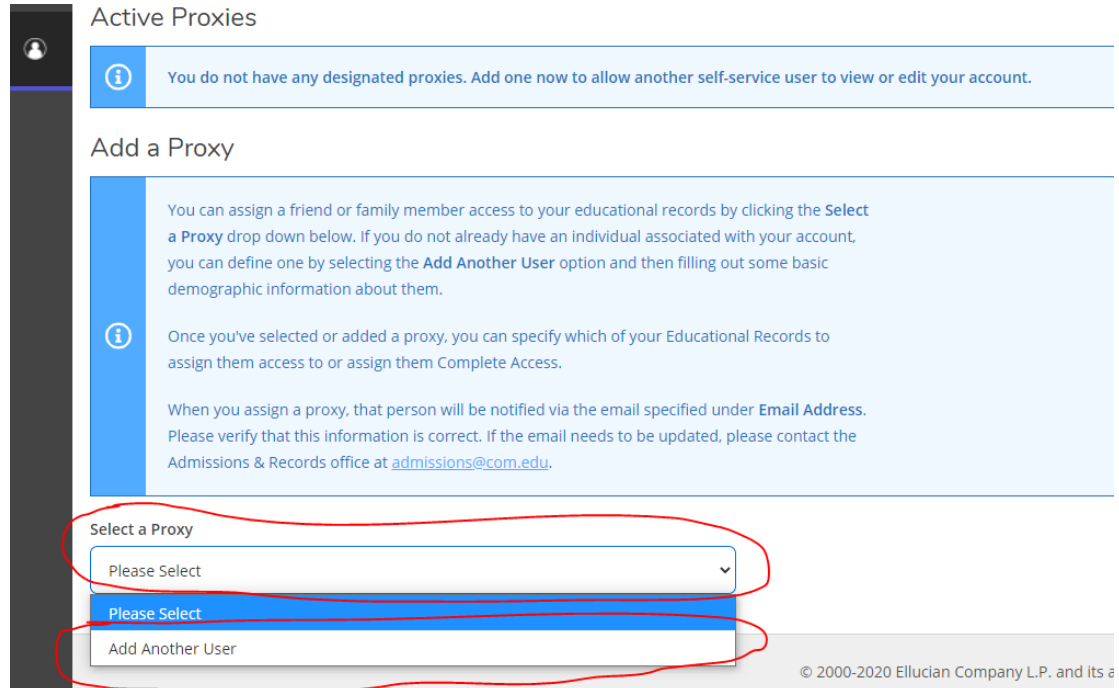 Active Proxies
You do not have any designated proxies. Add one now to allow another self-service user to view or edit your account.
Add a Proxy
You can assign a friend or family member access to your educational records by clicking the Select
a Proxy drop down below. If you do not already have an individual associated with your account,
you can define one by selecting the Add Another User option and then filling out some basic
demographic information about them.
Once you've selected or added a proxy, you can specify which of your Educational Records to
assign them access to or assign them Complete Access.
When you assign a proxy, that person will be notified via the email specified under Email Address.
Please verify that this information is correct. If the email needs to be updated, please contact the
Admissions & Records office at admissions@com.edu.
Select a Proxy
Please Select
Please Select
Add Another User
© 2000-2020 Ellucian Company L.P. and its a